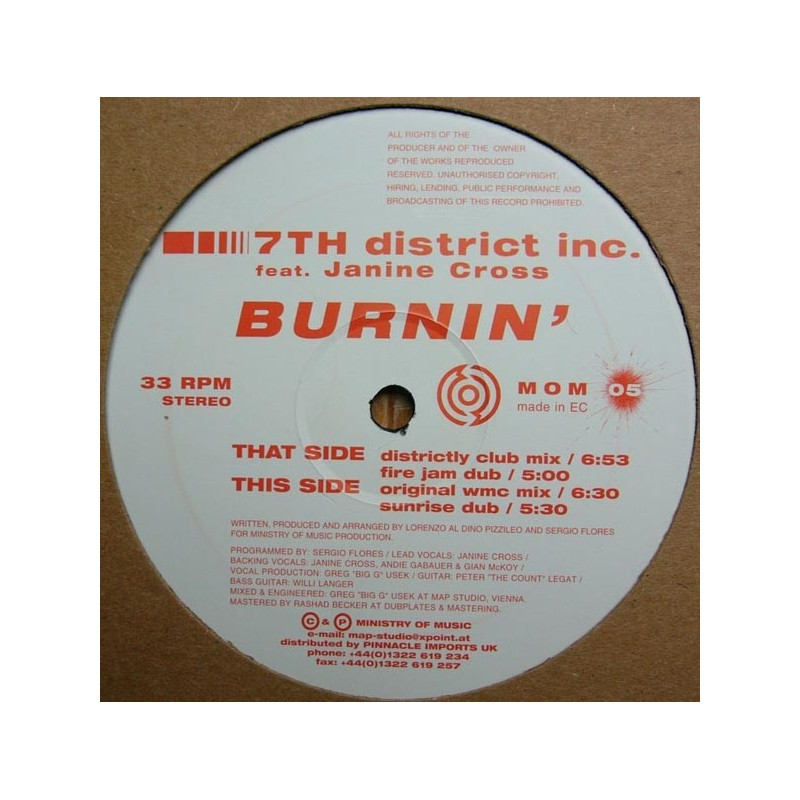 ALL RIGHTS OF THE
PRODUCER AND OF THE OWNER
OF THE WORKS REPRODUCED
RESERVED. UNAUTHORISED COPYRIGHT,
HIRING, LENDING, PUBLIC PERFORMANCE AND
BROADCASTING OF THIS RECORD PROHIBITED.
7TH district inc.
feat. Janine Cross
BURNIN'
33 RPM
STEREO
MOM 05
made in EC
THAT SIDE districtly club mix / 6:53
fire jam dub / 5:00
THIS SIDE original wmc mix / 6:30
sunrise dub / 5:30
WRITTEN, PRODUCED AND ARRANGED BY LORENZO AL DINO PIZZILEO AND SERGIO FLORES
FOR MINISTRY OF MUSIC PRODUCTION.
PROGRAMMED BY: SERGIO FLORES / LEAD VOCALS: JANINE CROSS /
BACKING VOCALS: JANINE CROSS, ANDIE GABAUER & GIAN McKOY /
VOCAL PRODUCTION: GREG "BIG G" USEK / GUITAR: PETER "THE COUNT" LEGAT /
BASS GUITAR: WILLI LANGER
MIXED & ENGINEERED: GREG "BIG G" USEK AT MAP STUDIO, VIENNA.
MASTERED BY RASHAD BECKER AT DUBPLATES & MASTERING.
C & P MINISTRY OF MUSIC
e-mail: map-studio@xpoint.at
distributed by PINNACLE IMPORTS UK
phone: +44(0)1322 619 234
fax: +44(0)1322 619 257